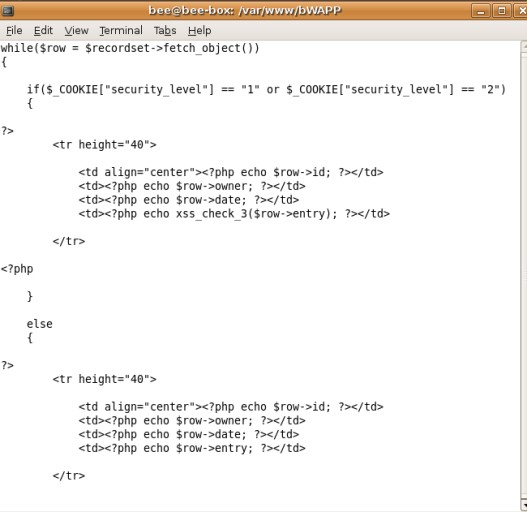 bee@bee-box: /var/www/bWAPP
File Edit View Terminal Tabs Help
while($row = $recordset->fetch_object())
{
if($_COOKIE["security_level"] == "1" or $_COOKIE["security_level"] == "2")
{
?>
<tr height="40">
<td align="center"><?php echo $row->id; ?></td>
<td><?php echo $row->owner; ?></td>
<td><?php echo $row->date; ?></td>
<td><?php echo xss_check_3($row->entry); ?></td>
</tr>
<?php
}
else
{
?>
<tr height="40">
<td align="center"><?php echo $row->id; ?></td>
<td><?php echo $row->owner; ?></td>
<td><?php echo $row->date; ?></td>
<td><?php echo $row->entry; ?></td>
</tr>